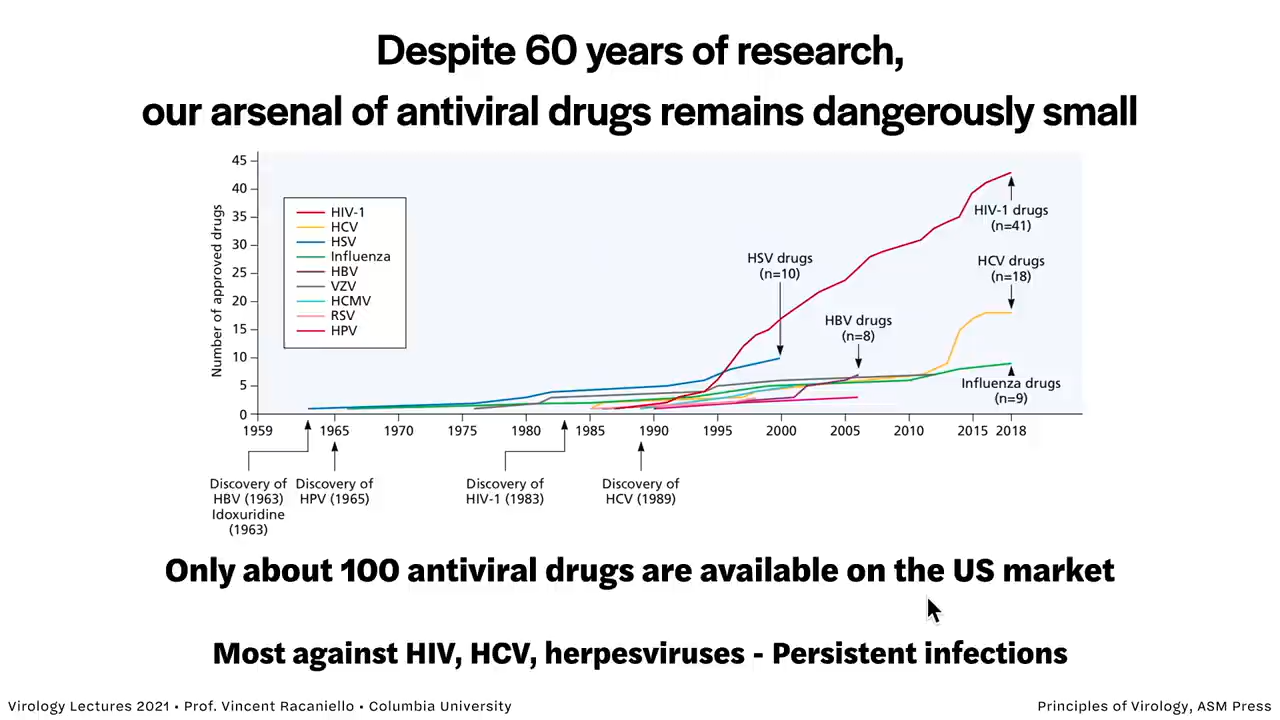 Despite 60 years of research,
our arsenal of antiviral drugs remains dangerously small
Number of approved drugs
45
40
35
30
25
20
15
10
5
0
HIV-1
HCV
HSV
Influenza
HBV
VZV
HCMV
RSV
HPV
HSV drugs
(n=10)
HBV drugs
(n=8)
HIV-1 drugs
(n=41)
HCV drugs
(n=18)
Influenza drugs
(n=9)
1959 1965 1970 1975 1980 1985 1990 1995 2000 2005 2010 2015 2018
Discovery of
HBV (1963)
Idoxuridine
(1963)
Discovery of
HPV (1965)
Discovery of
HIV-1 (1983)
Discovery of
HCV (1989)
Only about 100 antiviral drugs are available on the US market
Most against HIV, HCV, herpesviruses - Persistent infections
Virology Lectures 2021 • Prof. Vincent Racaniello • Columbia University
Principles of Virology, ASM Press